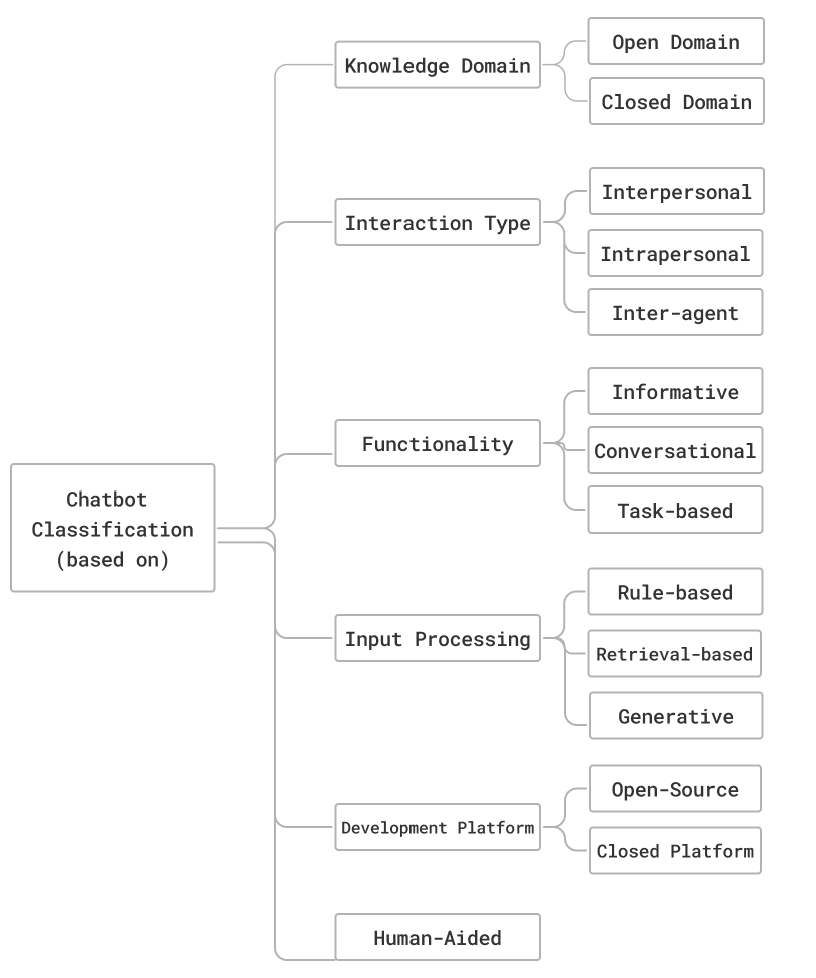 Chatbot
Classification
(based on)
Knowledge Domain
Open Domain
Closed Domain
Interaction Type
Interpersonal
Intrapersonal
Inter-agent
Functionality
Informative
Conversational
Task-based
Input Processing
Rule-based
Retrieval-based
Generative
Development Platform
Open-Source
Closed Platform
Human-Aided